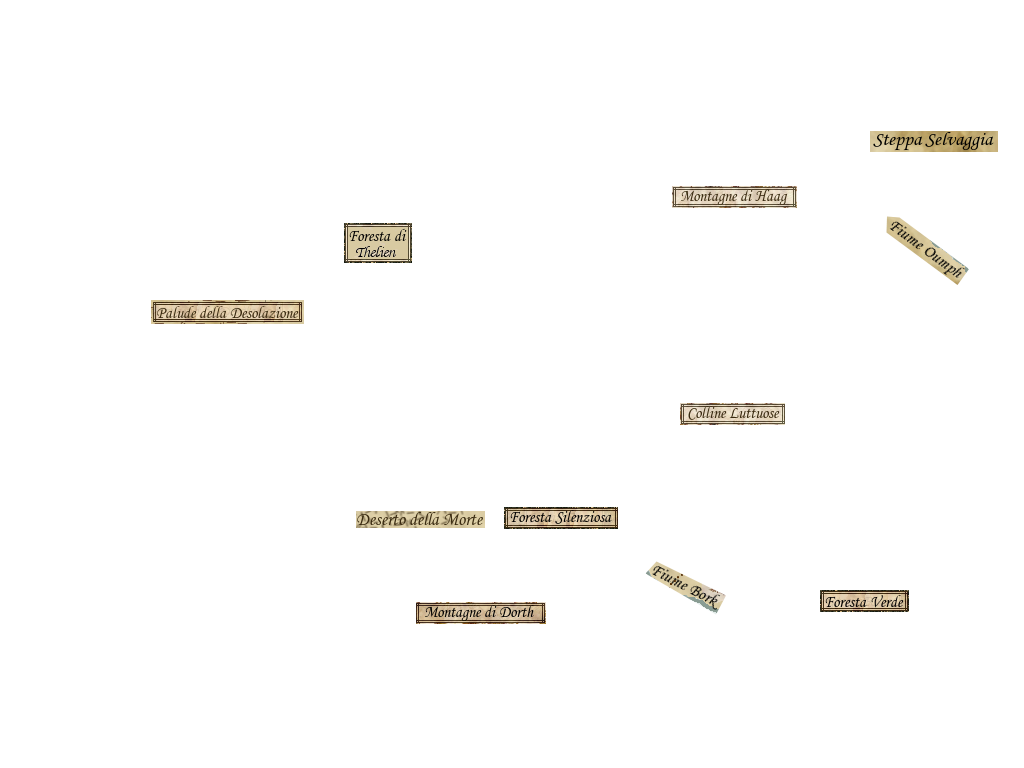 Steppa Selvaggia
Montagne di Haag
Foresta di
Thelien
Fiume Oumph
Palude della Desolazione
Colline Luttuose
Deserto della Morte
Foresta Silenziosa
Fiume Bork
Foresta Verde
Montagne di Dorth